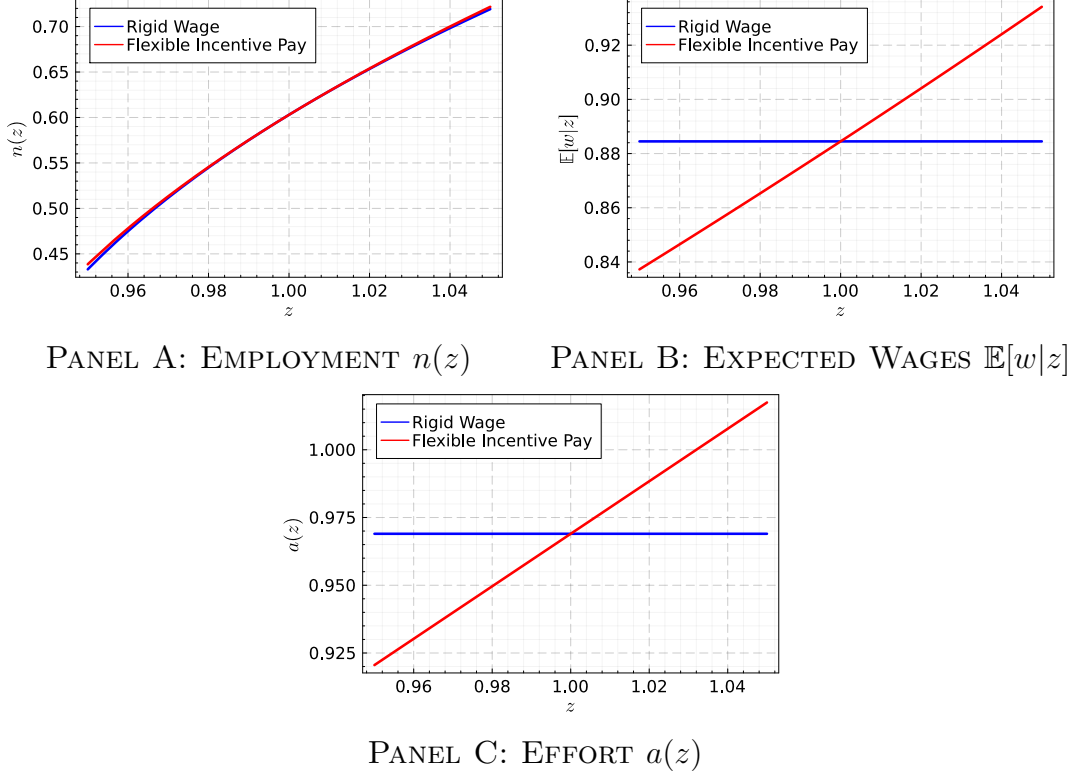 Rigid Wage
Flexible Incentive Pay
0.70
0.65
0.60
0.55
0.50
0.45
n(z)
0.96 0.98 1.00 1.02 1.04
z
PANEL A: EMPLOYMENT n(z)
Rigid Wage
Flexible Incentive Pay
0.92
0.90
0.88
0.86
0.84
𝔼[w|z]
0.96 0.98 1.00 1.02 1.04
z
PANEL B: EXPECTED WAGES 𝔼[w|z]
Rigid Wage
Flexible Incentive Pay
1.000
0.975
0.950
0.925
a(z)
0.96 0.98 1.00 1.02 1.04
z
PANEL C: EFFORT a(z)